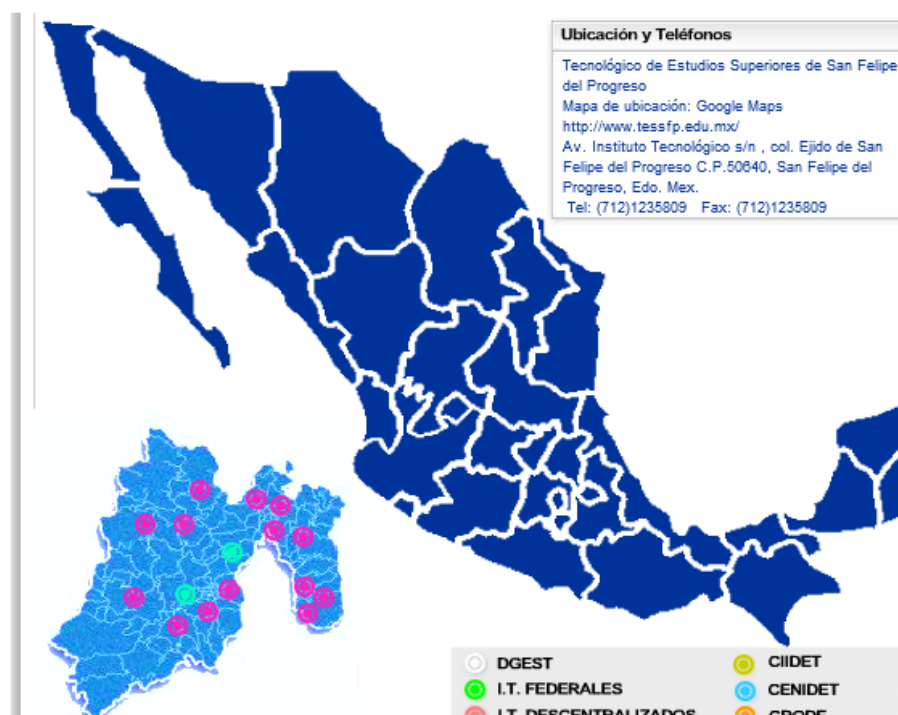 Ubicación y Teléfonos
Tecnológico de Estudios Superiores de San Felipe
del Progreso
Mapa de ubicación: Google Maps
http://www.tessfp.edu.mx/
Av. Instituto Tecnológico s/n , col. Ejido de San
Felipe del Progreso C.P.50640, San Felipe del
Progreso, Edo. Mex.
Tel: (712)1235809 Fax: (712)1235809
DGEST
CIIDET
I.T. FEDERALES
CENIDET
I.T. DESCENTRALIZADOS
CRODE